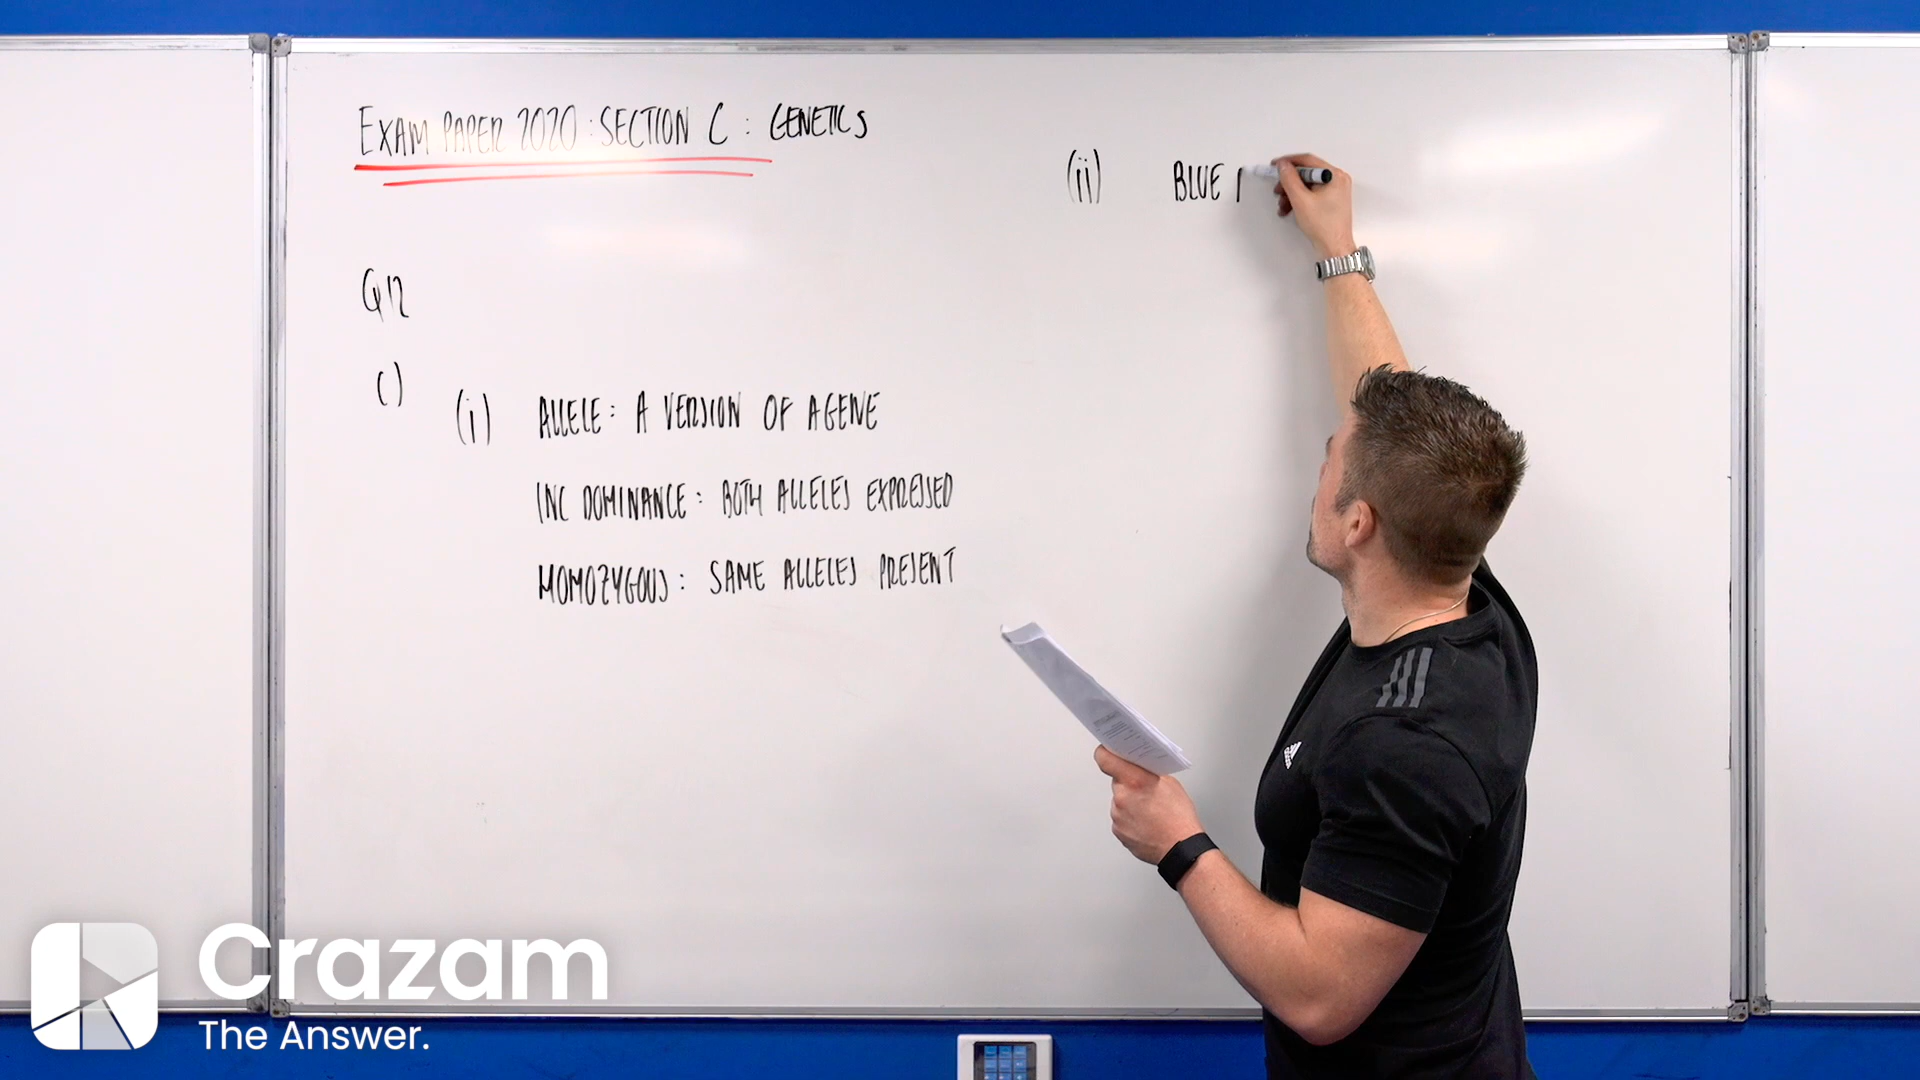 EXAM PAPER 2020: SECTION C: GENETICS
Q12
c)
(i) ALLELE: A VERSION OF A GENE
INC DOMINANCE: BOTH ALLELES EXPRESSED
HOMOZYGOUS: SAME ALLELES PRESENT
(ii) BLUE
Crazam
The Answer.